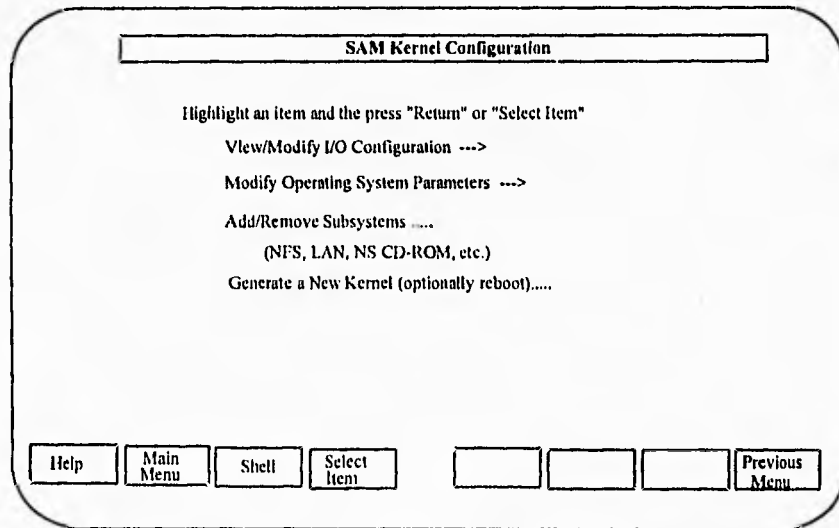 SAM Kernel Configuration
Highlight an item and the press "Return" or "Select Item"
View/Modify I/O Configuration --->
Modify Operating System Parameters --->
Add/Remove Subsystems .....
(NFS, LAN, NS CD-ROM, etc.)
Generate a New Kernel (optionally reboot).....
Help
Main
Menu
Shell
Select
Item
Previous
Menu